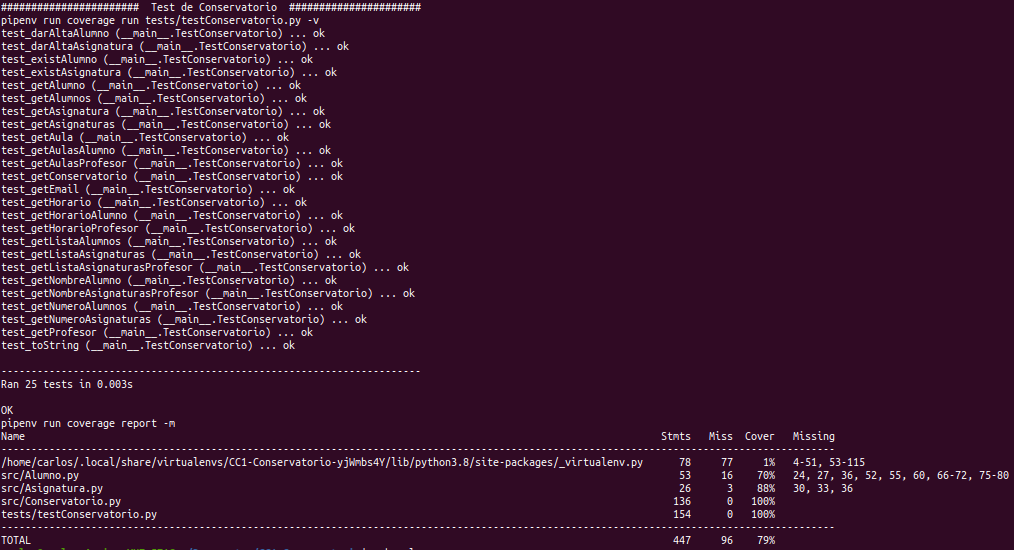 #######################  Test de Conservatorio  ######################
pipenv run coverage run tests/testConservatorio.py -v
test_darAltaAlumno (__main__.TestConservatorio) ... ok
test_darAltaAsignatura (__main__.TestConservatorio) ... ok
test_existAlumno (__main__.TestConservatorio) ... ok
test_existAsignatura (__main__.TestConservatorio) ... ok
test_getAlumno (__main__.TestConservatorio) ... ok
test_getAlumnos (__main__.TestConservatorio) ... ok
test_getAsignatura (__main__.TestConservatorio) ... ok
test_getAsignaturas (__main__.TestConservatorio) ... ok
test_getAula (__main__.TestConservatorio) ... ok
test_getAulasAlumno (__main__.TestConservatorio) ... ok
test_getAulasProfesor (__main__.TestConservatorio) ... ok
test_getConservatorio (__main__.TestConservatorio) ... ok
test_getEmail (__main__.TestConservatorio) ... ok
test_getHorario (__main__.TestConservatorio) ... ok
test_getHorarioAlumno (__main__.TestConservatorio) ... ok
test_getHorarioProfesor (__main__.TestConservatorio) ... ok
test_getListaAlumnos (__main__.TestConservatorio) ... ok
test_getListaAsignaturas (__main__.TestConservatorio) ... ok
test_getListaAsignaturasProfesor (__main__.TestConservatorio) ... ok
test_getNombreAlumno (__main__.TestConservatorio) ... ok
test_getNombreAsignaturasProfesor (__main__.TestConservatorio) ... ok
test_getNumeroAlumnos (__main__.TestConservatorio) ... ok
test_getNumeroAsignaturas (__main__.TestConservatorio) ... ok
test_getProfesor (__main__.TestConservatorio) ... ok
test_toString (__main__.TestConservatorio) ... ok
----------------------------------------------------------------------
Ran 25 tests in 0.003s
OK
pipenv run coverage report -m
Name Stmts Miss Cover Missing
-------------------------------------------------------------------------------------------------------------------------------------------
/home/carlos/.local/share/virtualenvs/CC1-Conservatorio-yjWmbs4Y/lib/python3.8/site-packages/_virtualenv.py 78 77 1% 4-51, 53-115
src/Alumno.py 53 16 70% 24, 27, 36, 52, 55, 60, 66-72, 75-80
src/Asignatura.py 26 3 88% 30, 33, 36
src/Conservatorio.py 136 0 100%
tests/testConservatorio.py 154 0 100%
-------------------------------------------------------------------------------------------------------------------------------------------
TOTAL 447 96 79%